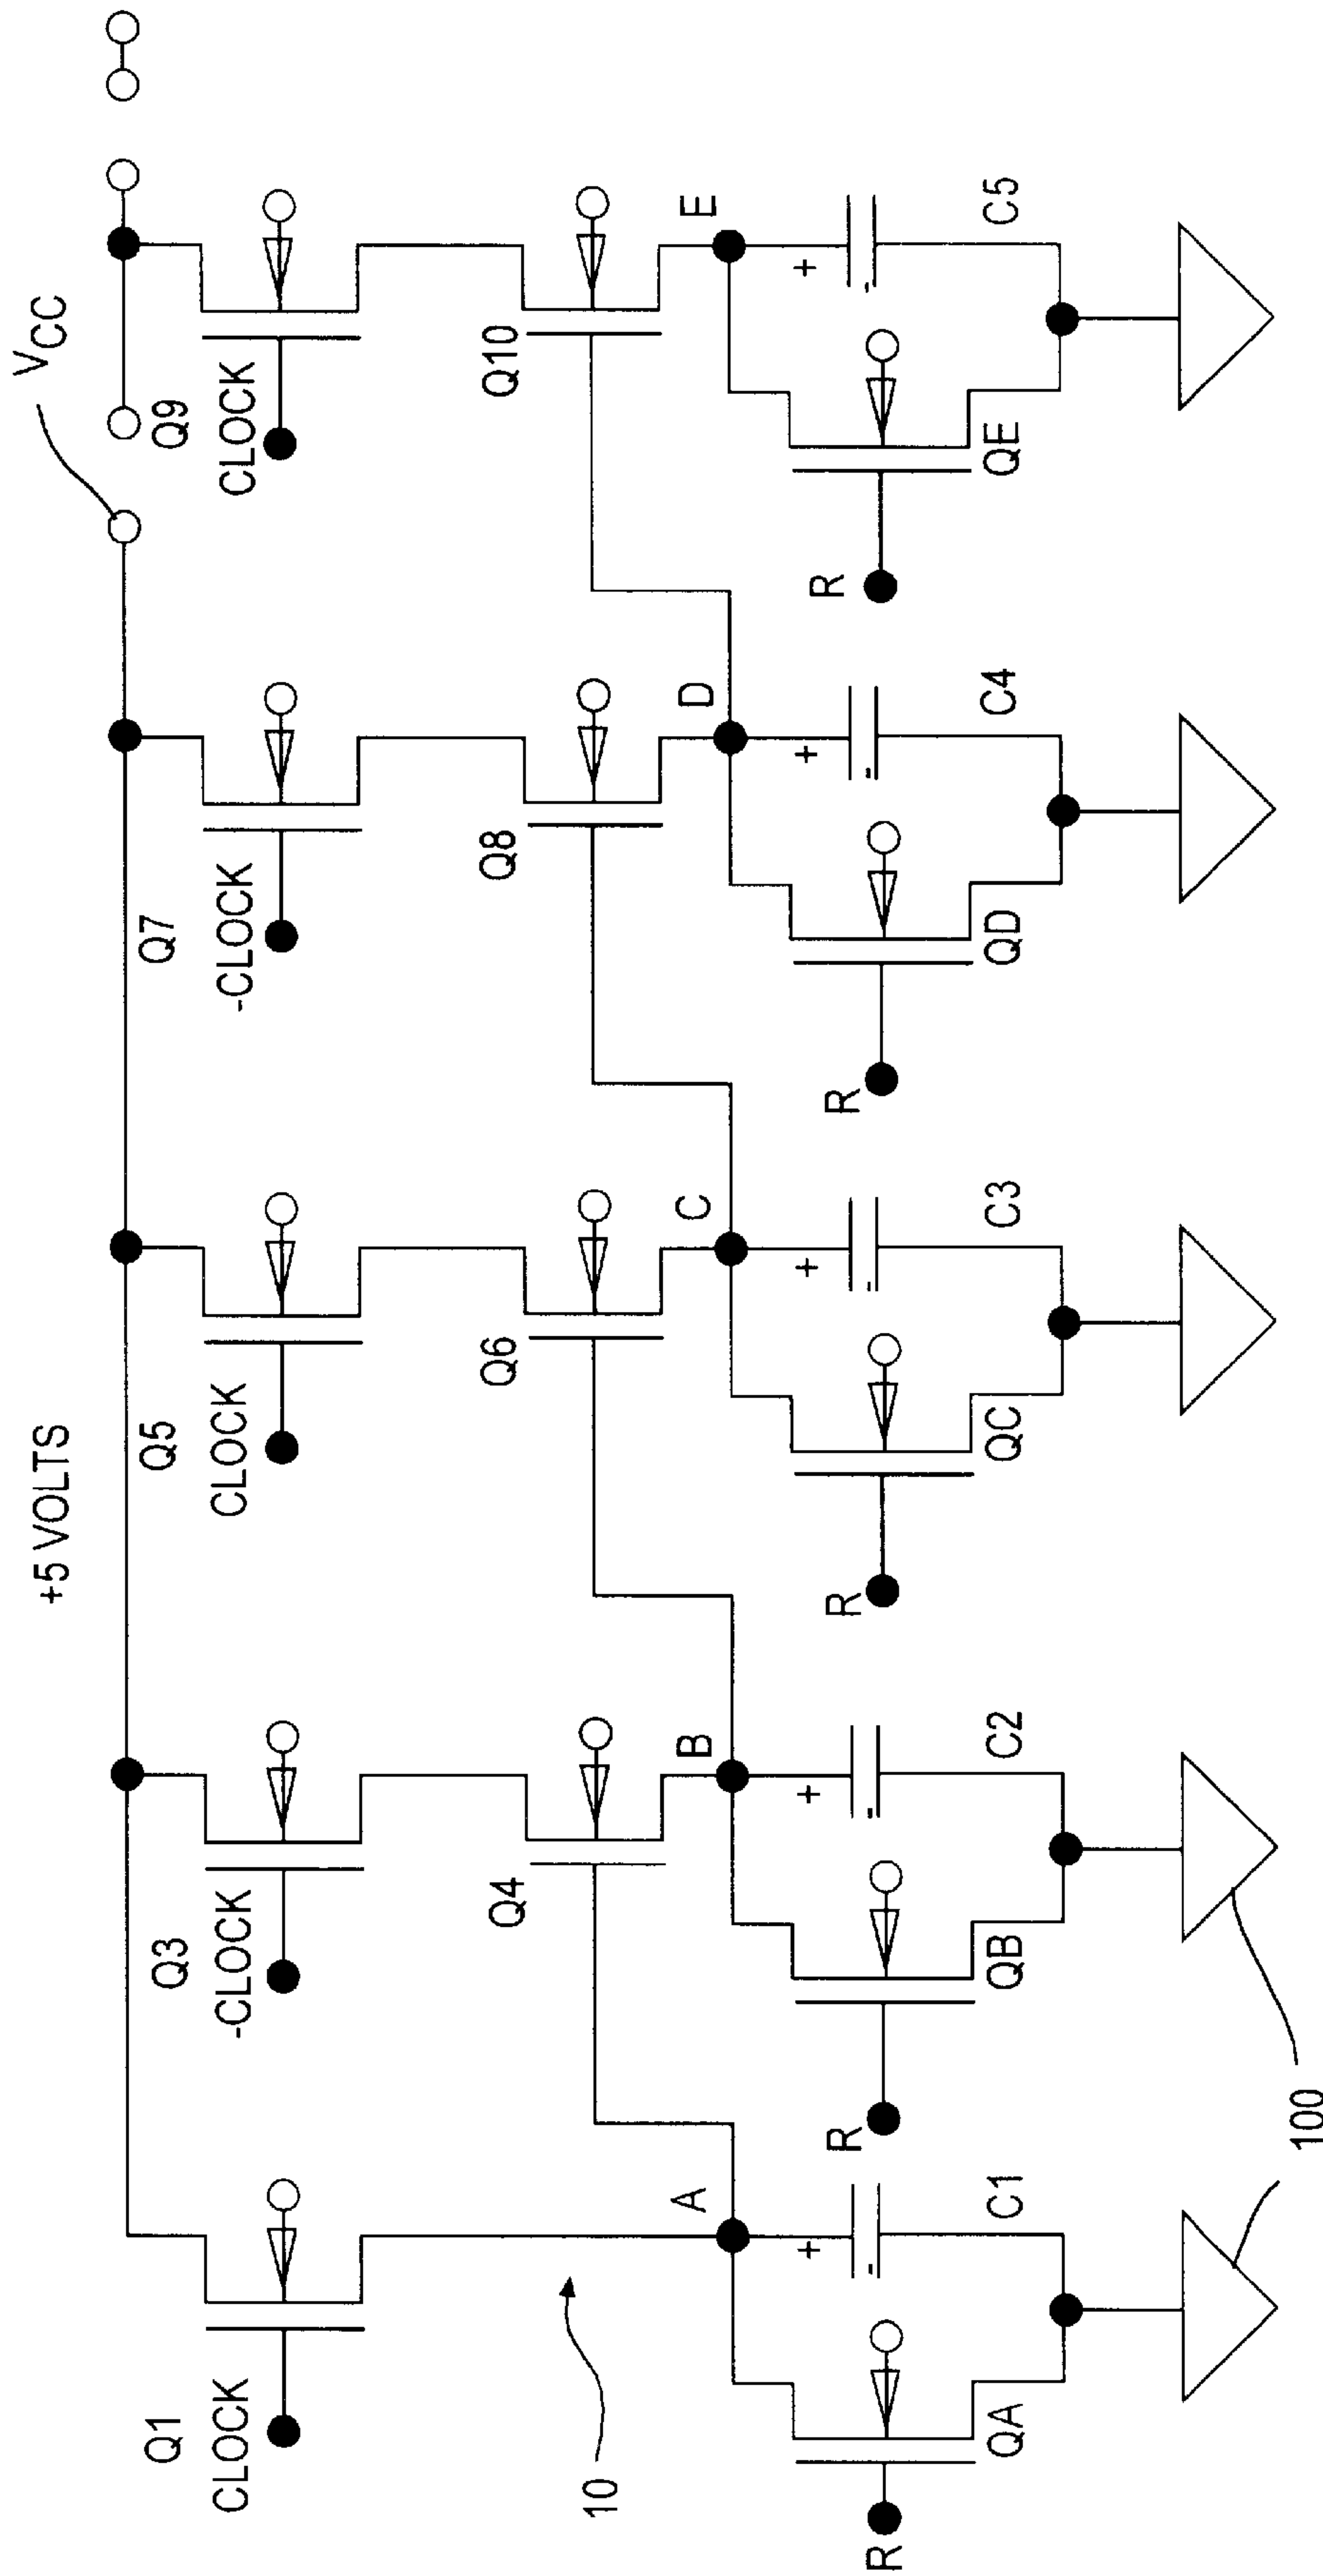 +5 VOLTS
VCC
Q1
CLOCK
Q3
-CLOCK
Q5
CLOCK
Q7
-CLOCK
Q9
CLOCK
Q4
Q6
Q8
Q10
10
A
B
C
D
E
R
QA
+
-
C1
R
QB
+
-
C2
R
QC
+
-
C3
R
QD
+
-
C4
R
QE
+
-
C5
100